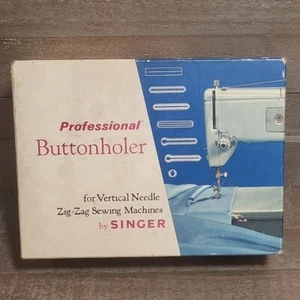 Professional
Buttonholer
for Vertical Needle
Zig-Zag Sewing Machines
by SINGER